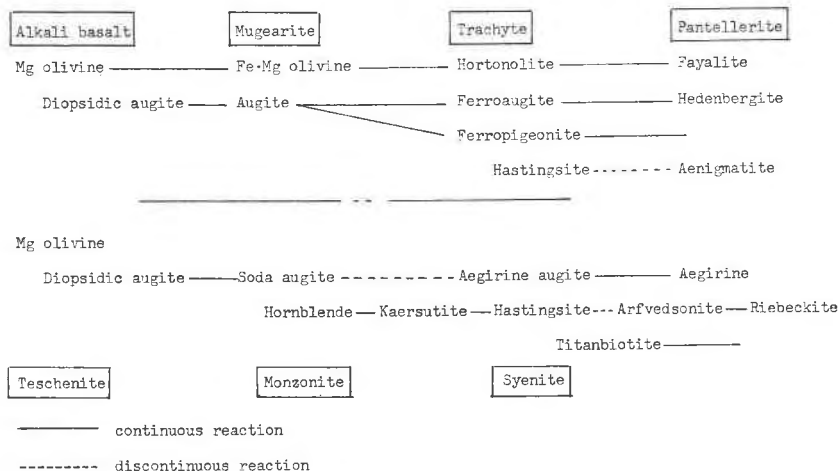 Alkali basalt Mugearite Trachyte Pantellerite
Mg olivine Fe-Mg olivine Hortonolite Fayalite
Diopsidic augite Augite Ferroaugite Hedenbergite
Ferropigeonite
Hastingsite Aenigmatite
Mg olivine
Diopsidic augite Soda augite Aegirine augite Aegirine
Hornblende Kaersutite Hastingsite Arfvedsonite Riebeckite
Titanbiotite
Teschenite Monzonite Syenite
continuous reaction
discontinuous reaction